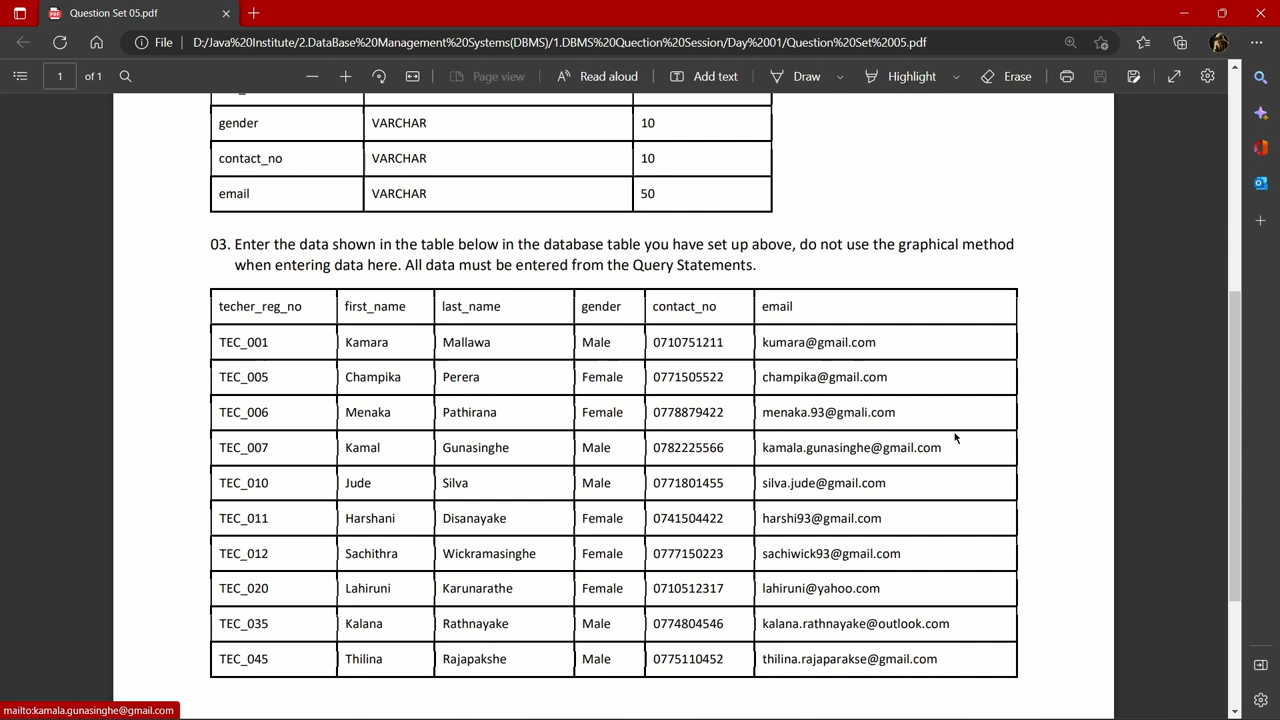 Question Set 05.pdf
File D:/Java%20Institute/2.DataBase%20Management%20Systems(DBMS)/1.DBMS%20Quection%20Session/Day%2001/Question%20Set%2005.pdf
1 of 1 Page view Read aloud Add text Draw Highlight Erase
gender VARCHAR 10
contact_no VARCHAR 10
email VARCHAR 50
03. Enter the data shown in the table below in the database table you have set up above, do not use the graphical method
when entering data here. All data must be entered from the Query Statements.
techer_reg_no first_name last_name gender contact_no email
TEC_001 Kamara Mallawa Male 0710751211 kumara@gmail.com
TEC_005 Champika Perera Female 0771505522 champika@gmail.com
TEC_006 Menaka Pathirana Female 0778879422 menaka.93@gmali.com
TEC_007 Kamal Gunasinghe Male 0782225566 kamala.gunasinghe@gmail.com
TEC_010 Jude Silva Male 0771801455 silva.jude@gmail.com
TEC_011 Harshani Disanayake Female 0741504422 harshi93@gmail.com
TEC_012 Sachithra Wickramasinghe Female 0777150223 sachiwick93@gmail.com
TEC_020 Lahiruni Karunarathe Female 0710512317 lahiruni@yahoo.com
TEC_035 Kalana Rathnayake Male 0774804546 kalana.rathnayake@outlook.com
TEC_045 Thilina Rajapakshe Male 0775110452 thilina.rajaparakse@gmail.com
mailto:kamala.gunasinghe@gmail.com